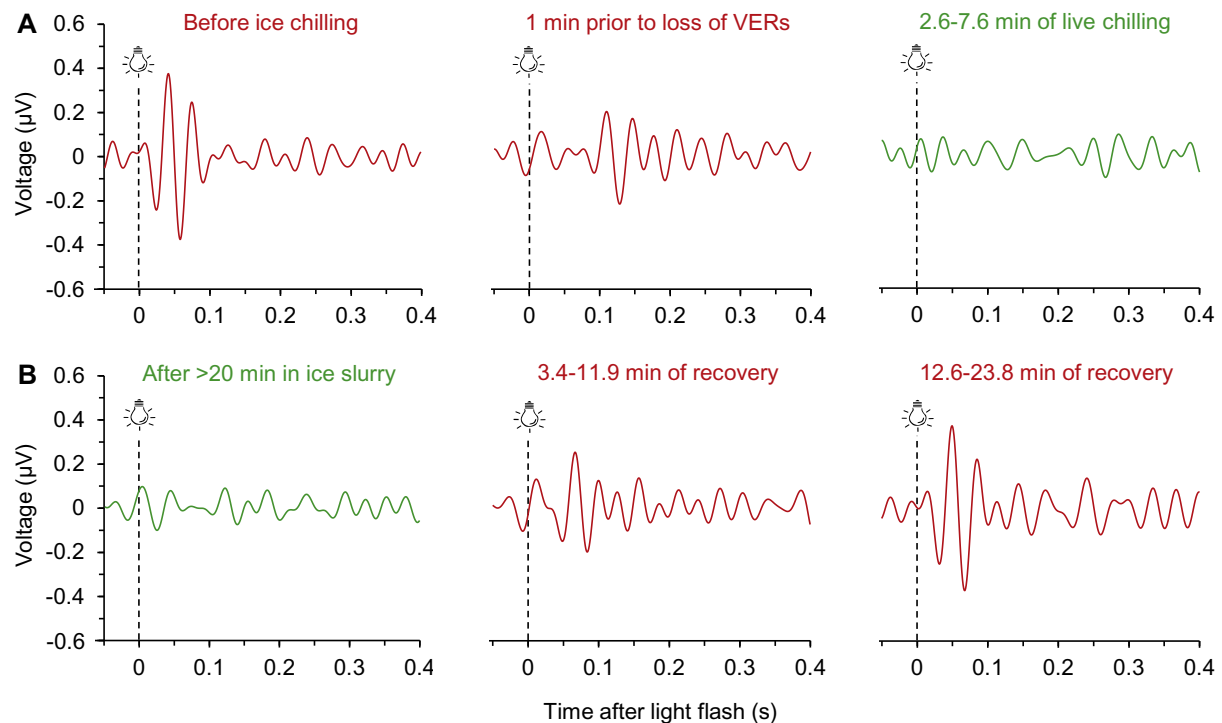 A
Before ice chilling
1 min prior to loss of VERs
2.6-7.6 min of live chilling
Voltage (µV)
0.6
0.4
0.2
0
-0.2
-0.4
-0.6
0 0.1 0.2 0.3 0.4
0 0.1 0.2 0.3 0.4
0 0.1 0.2 0.3 0.4
B
After >20 min in ice slurry
3.4-11.9 min of recovery
12.6-23.8 min of recovery
Voltage (µV)
0.6
0.4
0.2
0
-0.2
-0.4
-0.6
0 0.1 0.2 0.3 0.4
0 0.1 0.2 0.3 0.4
0 0.1 0.2 0.3 0.4
Time after light flash (s)